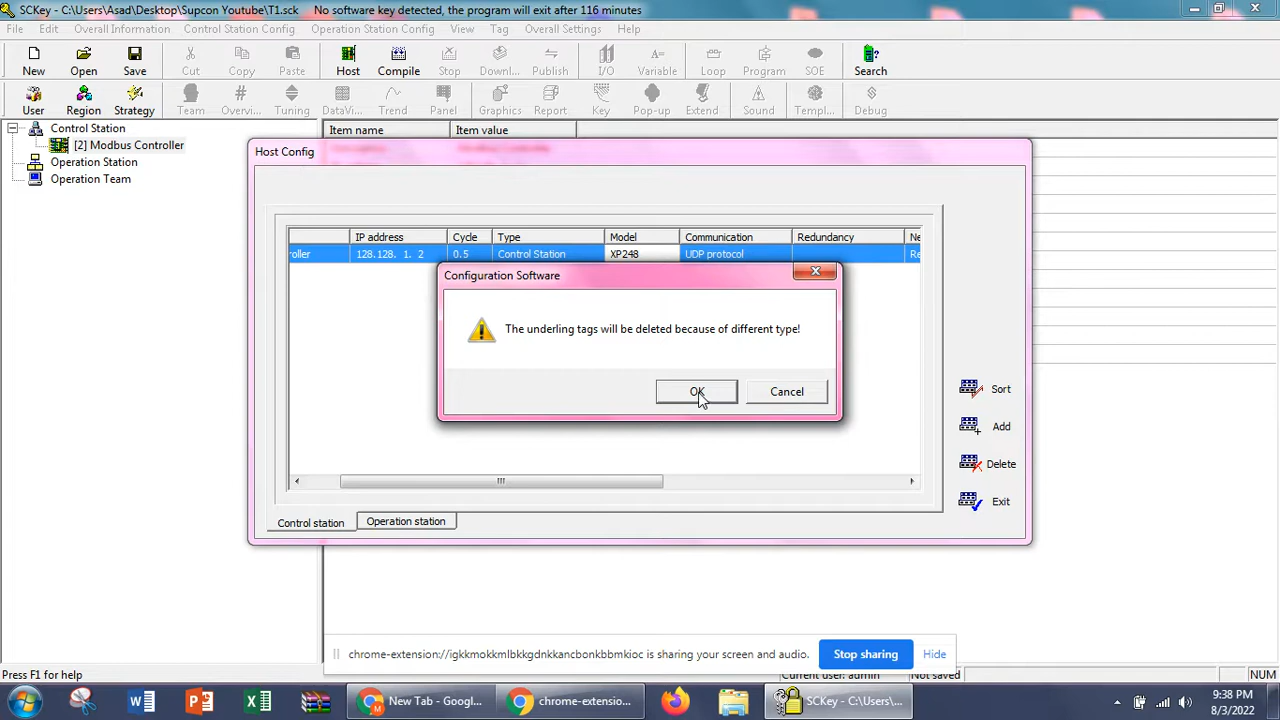 SCKey - C:\Users\Asad\Desktop\Supcon Youtube\T1.sck No software key detected, the program will exit after 116 minutes
File Edit Overall Information Control Station Config Operation Station Config View Tag Overall Settings Help
New Open Save Cut Copy Paste Host Compile Stop Downl... Publish I/O Variable Loop Program SOE Search
User Region Strategy Team Overvi... Tuning DataVi... Trend Panel Graphics Report Key Pop-up Extend Sound Templ... Debug
Control Station
[2] Modbus Controller
Operation Station
Operation Team
Item name Item value
Host Config
IP address Cycle Type Model Communication Redundancy Ne
roller 128.128. 1. 2 0.5 Control Station XP248 UDP protocol Re
Configuration Software
The underling tags will be deleted because of different type!
OK Cancel
Sort
Add
Delete
Exit
Control station Operation station
chrome-extension://igkkmokkmlbkkgdnkkancbonkbbmkioc is sharing your screen and audio. Stop sharing Hide
Press F1 for help Current user: admin Not saved NUM
New Tab - Google... chrome-extensio... SCKey - C:\Users\...
9:38 PM
8/3/2022